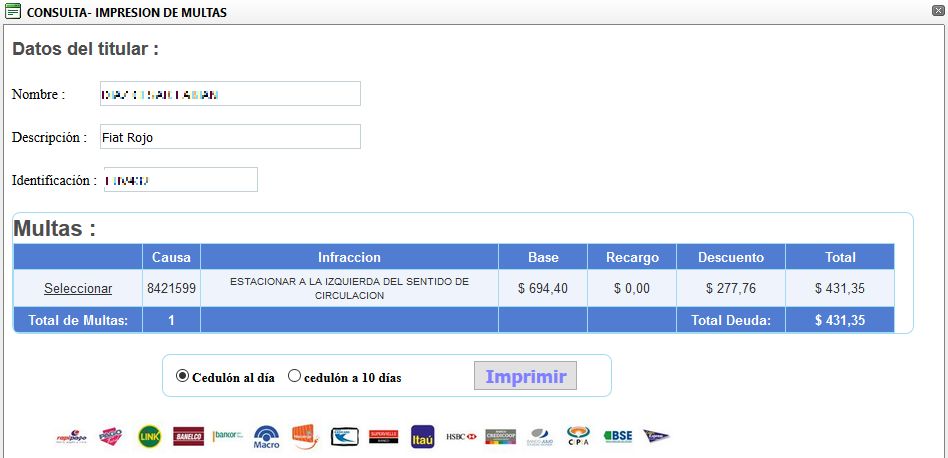 CONSULTA- IMPRESION DE MULTAS
Datos del titular :
Nombre :
Descripción : Fiat Rojo
Identificación :
Multas :
Causa Infraccion Base Recargo Descuento Total
Seleccionar 8421599 ESTACIONAR A LA IZQUIERDA DEL SENTIDO DE CIRCULACION $ 694,40 $ 0,00 $ 277,76 $ 431,35
Total de Multas: 1 Total Deuda: $ 431,35
Cedulón al día cedulón a 10 días Imprimir
rapipago PAGO LINK BANELCO bancor Macro SUPERVIELLE Itaú HSBC CREDICOOP CPA BSE